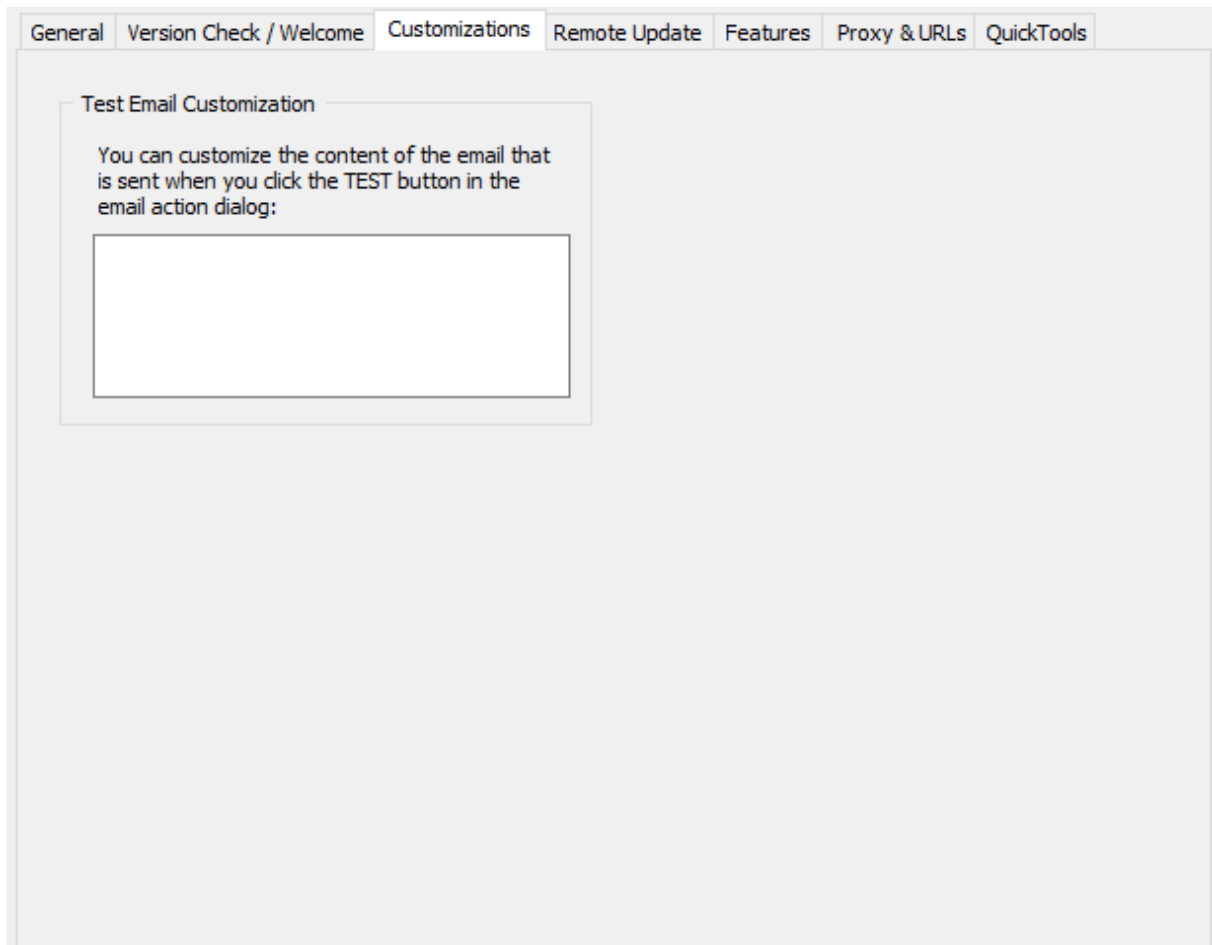 General Version Check / Welcome Customizations Remote Update Features Proxy & URLs QuickTools
Test Email Customization
You can customize the content of the email that
is sent when you click the TEST button in the
email action dialog: